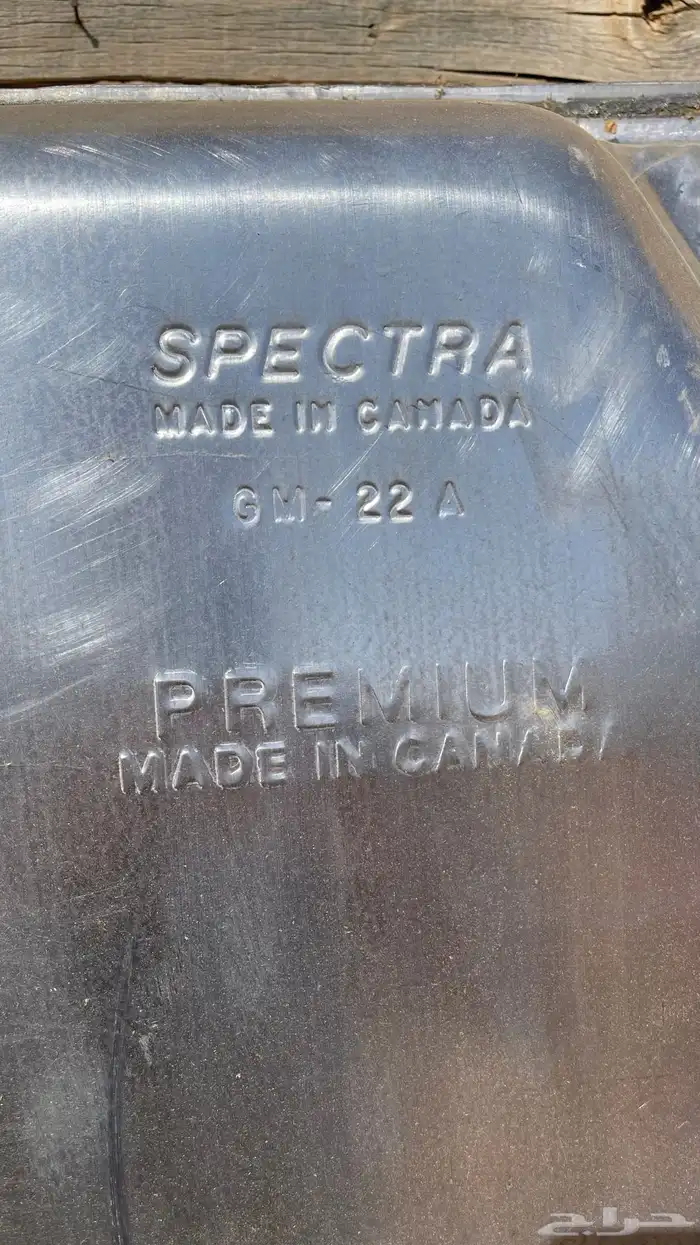 SPECTRA
MADE IN CANADA
GM-22 A
PREMIUM
MADE IN CANADA
حراج